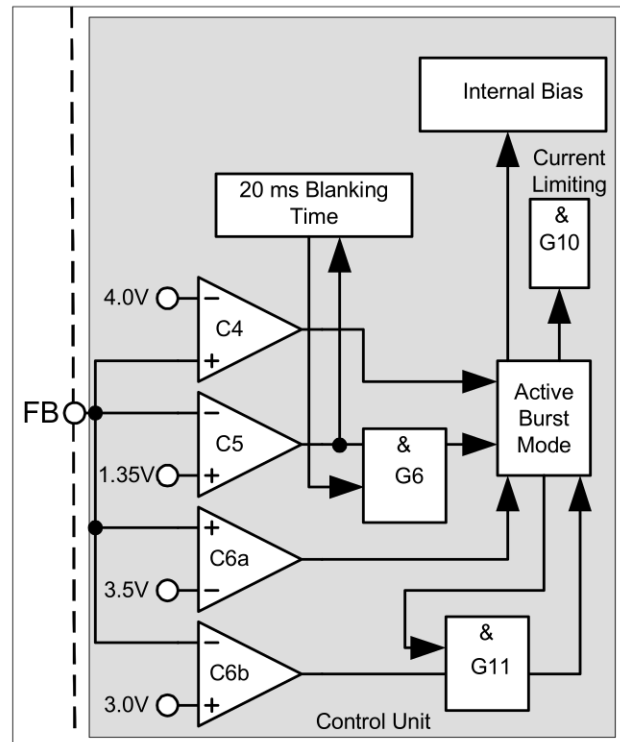 Internal Bias
Current
Limiting
&
G10
20 ms Blanking
Time
4.0V
−
C4
+
FB
−
C5
1.35V
+
&
G6
Active
Burst
Mode
+
C6a
3.5V
−
−
C6b
3.0V
+
&
G11
Control Unit